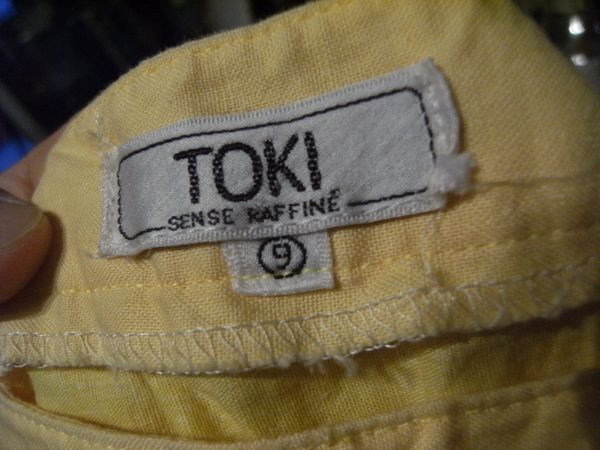 TOKI
SENSE RAFFINÉ
9